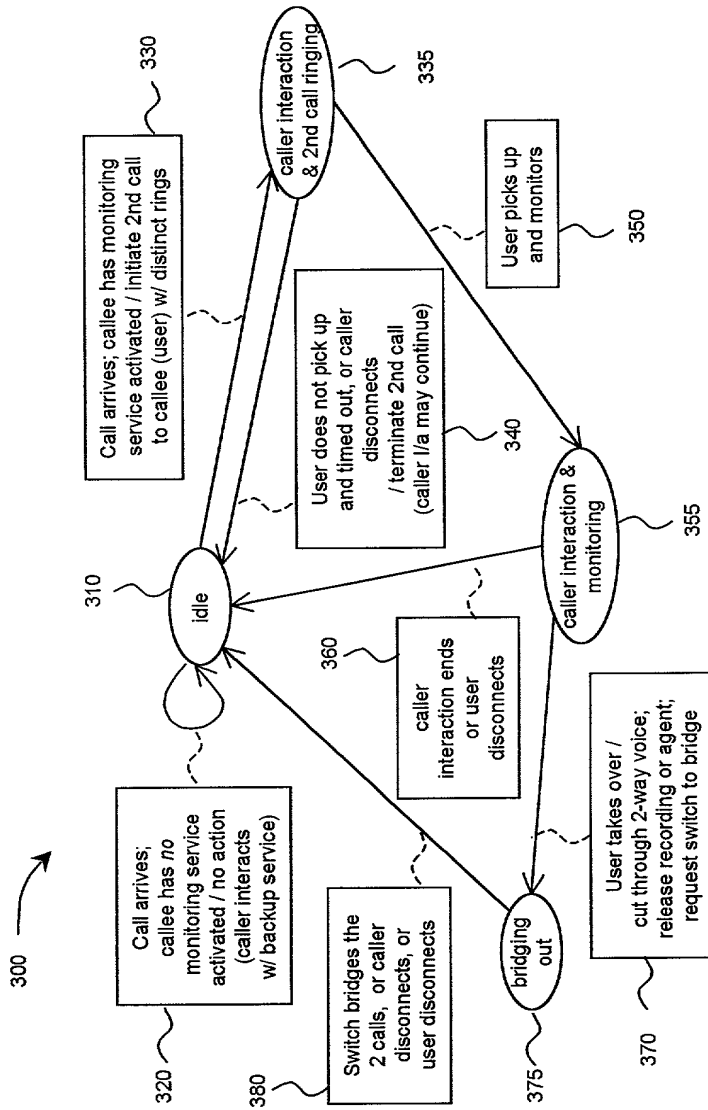 300
330
Call arrives; callee has monitoring
service activated / initiate 2nd call
to callee (user) w/ distinct rings
335
caller interaction
& 2nd call ringing
310
idle
User does not pick up
and timed out, or caller
disconnects
/ terminate 2nd call
(caller I/a may continue)
340
User picks up
and monitors
350
320
Call arrives;
callee has no
monitoring service
activated / no action
(caller interacts
w/ backup service)
360
caller
interaction ends
or user
disconnects
caller interaction &
monitoring
355
380
Switch bridges the
2 calls, or caller
disconnects, or
user disconnects
bridging
out
375
User takes over /
cut through 2-way voice;
release recording or agent;
request switch to bridge
370